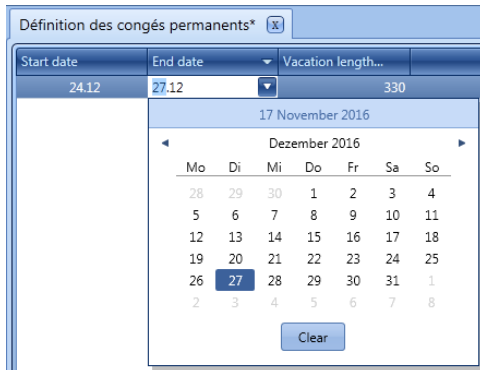 Définition des congés permanents* x
Start date End date Vacation length...
24.12 27.12 330
17 November 2016
Dezember 2016
Mo Di Mi Do Fr Sa So
28 29 30 1 2 3 4
5 6 7 8 9 10 11
12 13 14 15 16 17 18
19 20 21 22 23 24 25
26 27 28 29 30 31 1
2 3 4 5 6 7 8
Clear